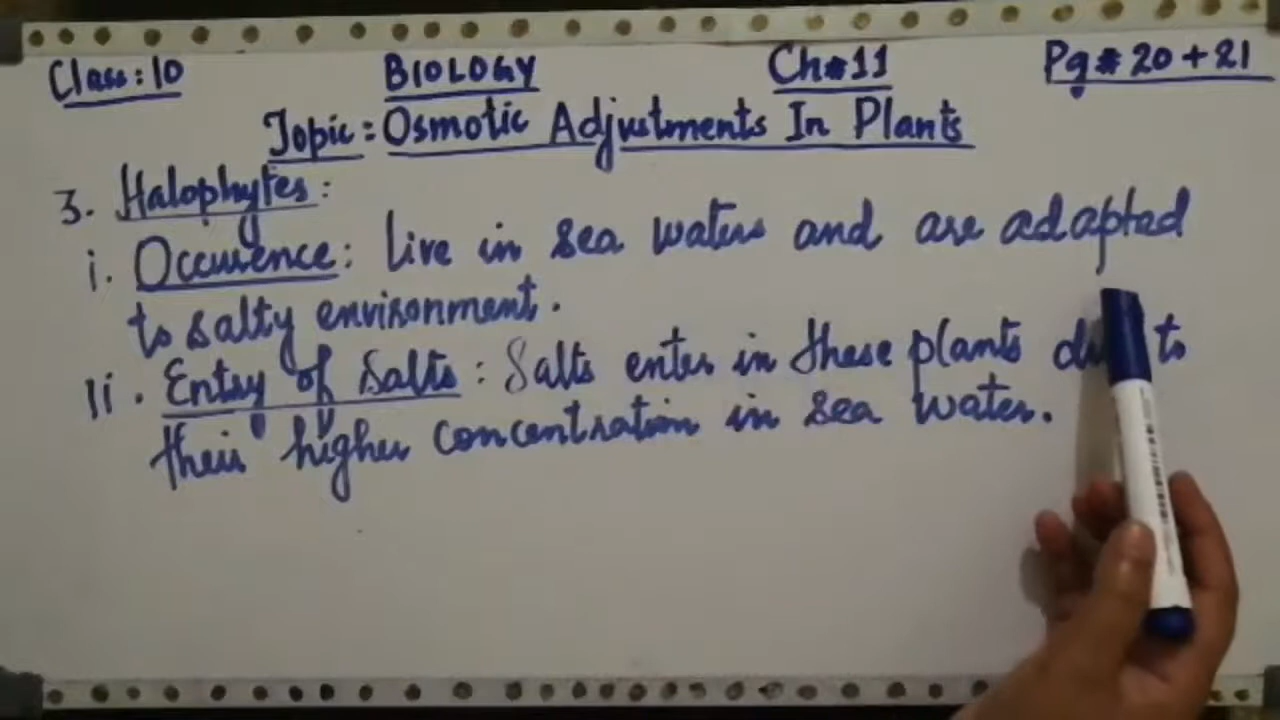 Class: 10 BIOLOGY Ch#11 Pg# 20+21
Topic: Osmotic Adjustments In Plants
3. Halophytes:
i. Occurence: Live in sea waters and are adapted
to salty environment.
ii. Entry of Salts: Salts enter in these plants to
their higher concentration in sea water.